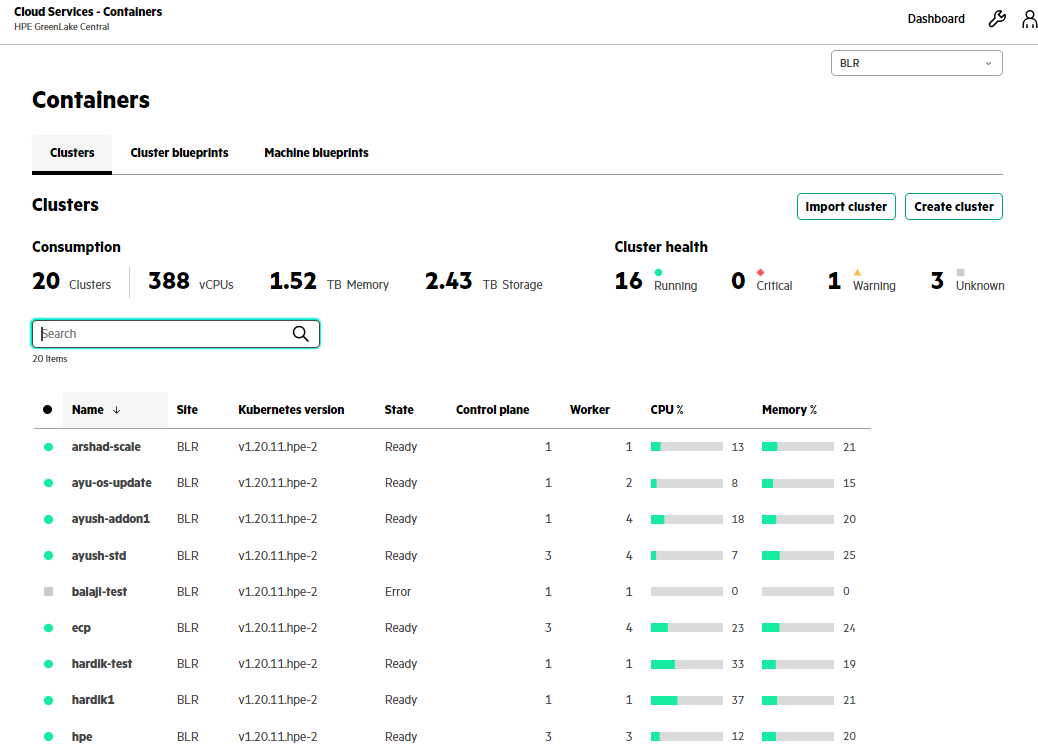 Cloud Services - Containers
HPE GreenLake Central
Dashboard
BLR
Containers
Clusters Cluster blueprints Machine blueprints
Clusters
Import cluster Create cluster
Consumption Cluster health
20 Clusters 388 vCPUs 1.52 TB Memory 2.43 TB Storage 16 Running 0 Critical 1 Warning 3 Unknown
Search
20 Items
Name ↓ Site Kubernetes version State Control plane Worker CPU % Memory %
arshad-scale BLR v1.20.11.hpe-2 Ready 1 1 13 21
ayu-os-update BLR v1.20.11.hpe-2 Ready 1 2 8 15
ayush-addon1 BLR v1.20.11.hpe-2 Ready 1 4 18 20
ayush-std BLR v1.20.11.hpe-2 Ready 3 4 7 25
balaji-test BLR v1.20.11.hpe-2 Error 1 1 0 0
ecp BLR v1.20.11.hpe-2 Ready 3 4 23 24
hardik-test BLR v1.20.11.hpe-2 Ready 1 1 33 19
hardik1 BLR v1.20.11.hpe-2 Ready 1 1 37 21
hpe BLR v1.20.11.hpe-2 Ready 3 3 12 20